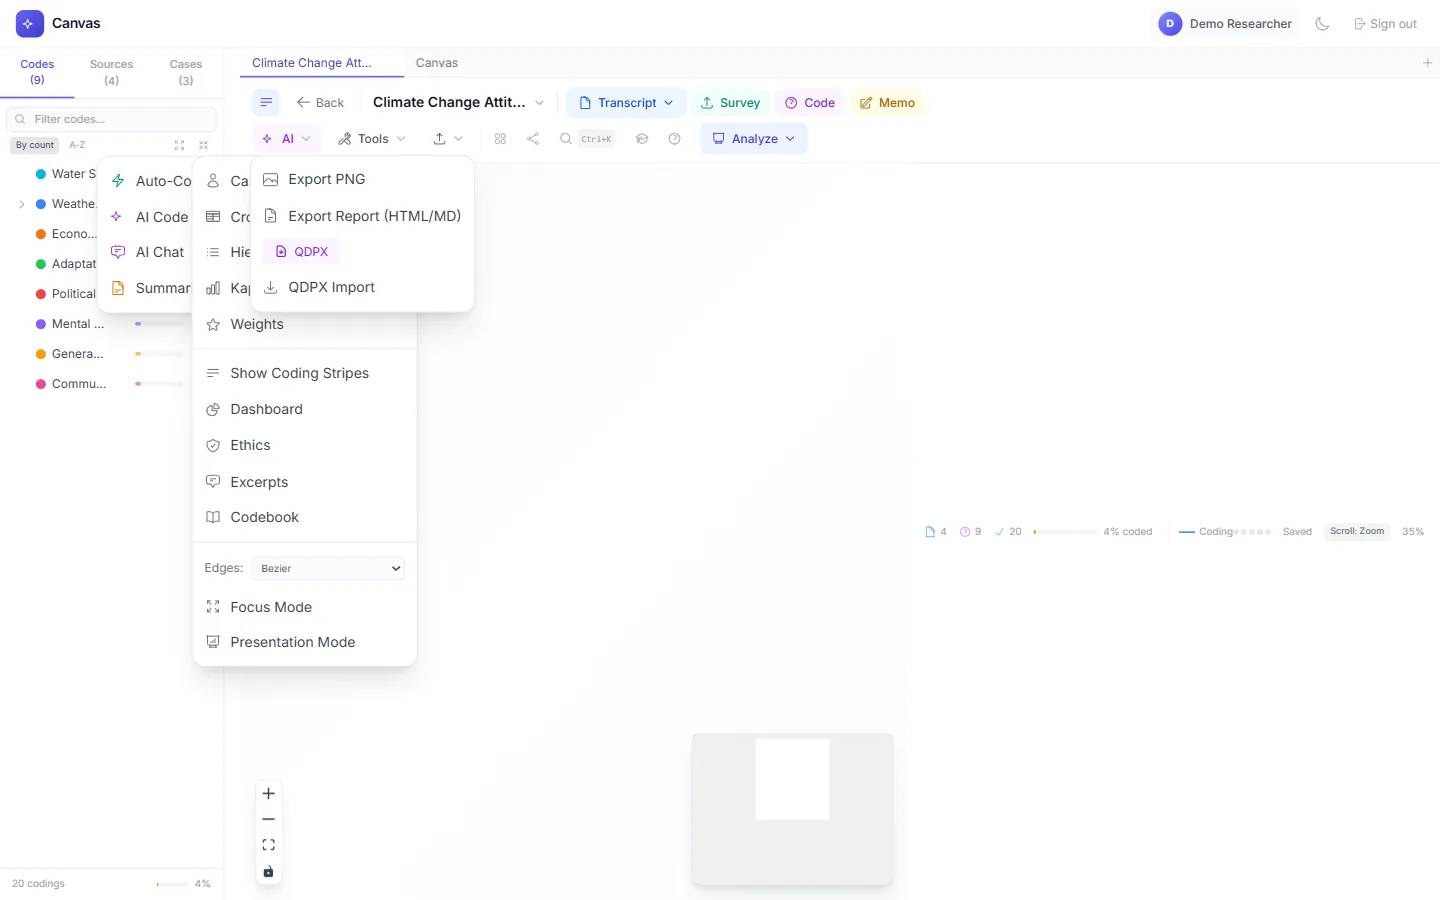 Canvas
D
Demo Researcher
Sign out
Codes
(9)
Sources
(4)
Cases
(3)
Climate Change Att...
Canvas
Back
Climate Change Attit...
Transcript
Survey
Code
Memo
AI
Tools
Ctrl+K
Analyze
Filter codes...
By count
A-Z
Water S
Weathe.
Econo...
Adaptat
Political
Mental ...
Genera...
Commu...
Auto-Co
AI Code
AI Chat
Summar
Ca
Cro
Hie
Kap
Weights
Show Coding Stripes
Dashboard
Ethics
Excerpts
Codebook
Edges:
Bezier
Focus Mode
Presentation Mode
Export PNG
Export Report (HTML/MD)
QDPX
QDPX Import
4
9
20
4% coded
Coding
Saved
Scroll: Zoom
35%
20 codings
4%